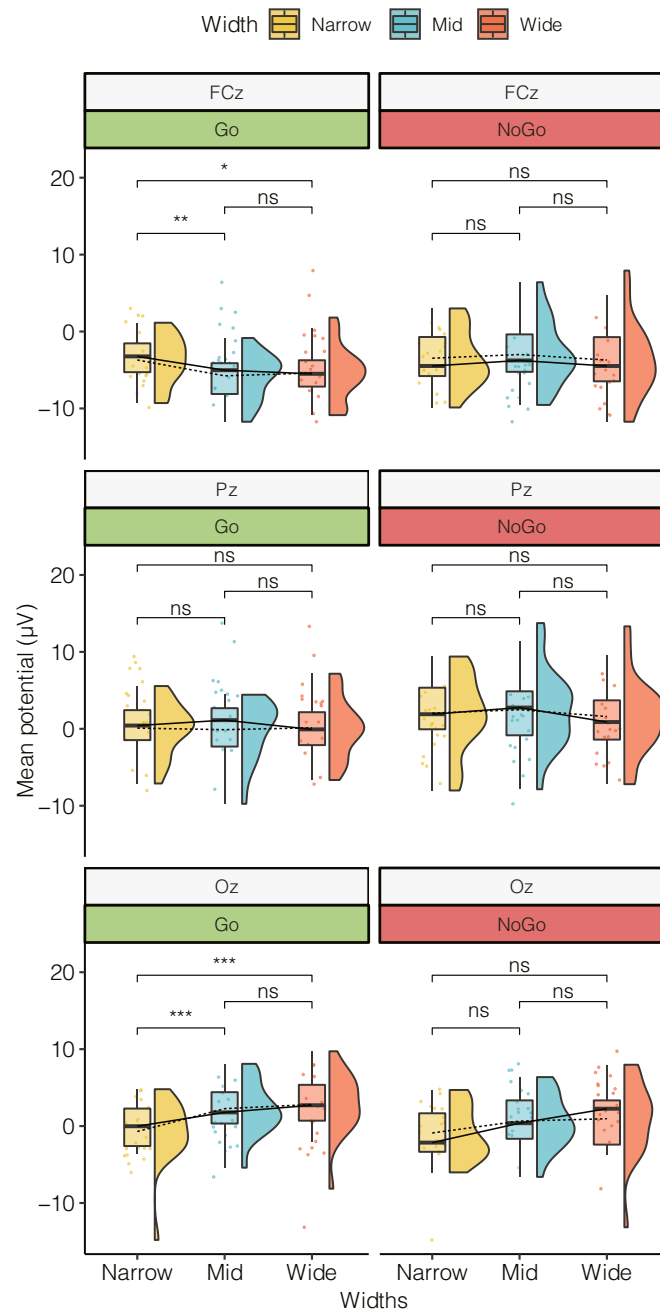 Width Narrow Mid Wide
FCz FCz
Go NoGo
20
10
0
−10
* ns
ns ns
** ns
Pz Pz
Go NoGo
20
10
0
−10
ns ns
ns ns
ns ns
Mean potential (µV)
Oz Oz
Go NoGo
20
10
0
−10
*** ns
ns ns
*** ns
Narrow Mid Wide Narrow Mid Wide
Widths